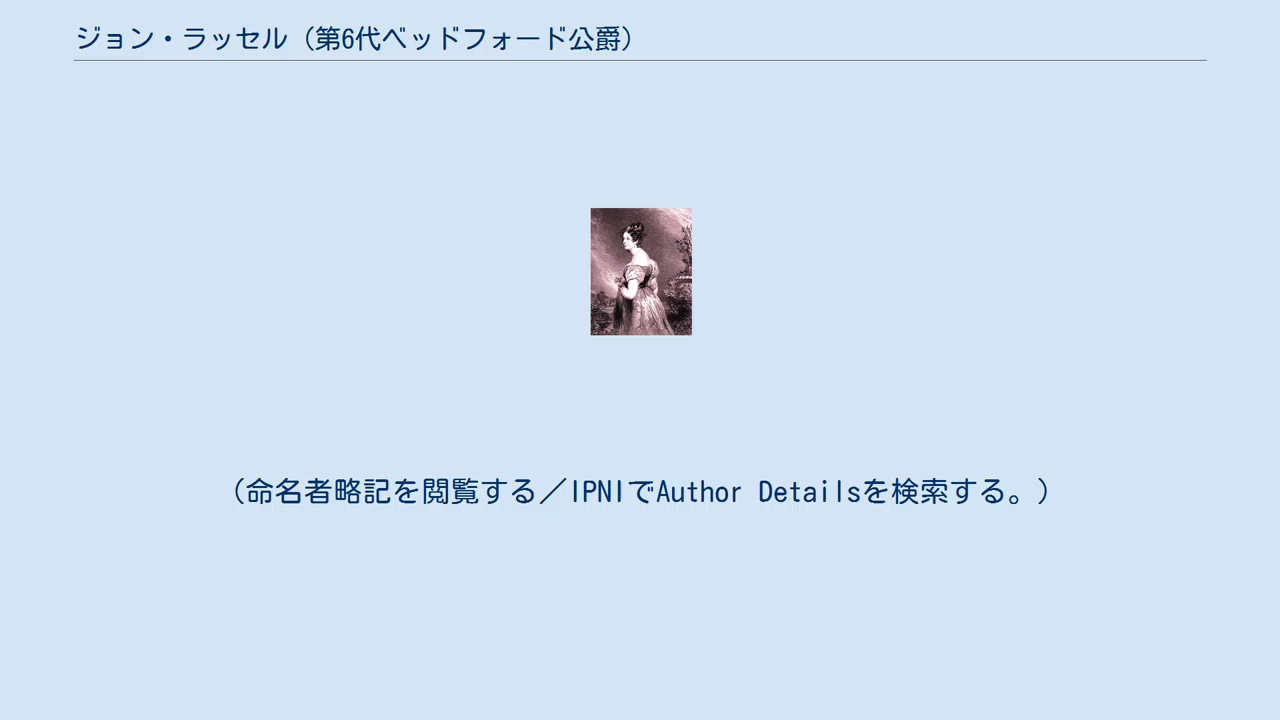 ジョン・ラッセル（第6代ベッドフォード公爵）
（命名者略記を閲覧する／IPNIでAuthor Detailsを検索する。）